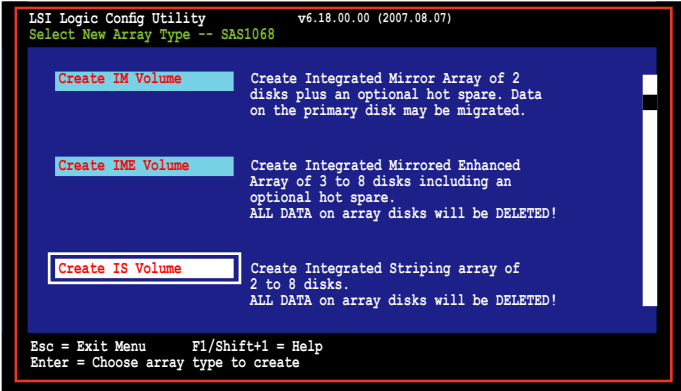 LSI Logic Config Utility v6.18.00.00 (2007.08.07)
Select New Array Type -- SAS1068
Create IM Volume Create Integrated Mirror Array of 2
disks plus an optional hot spare. Data
on the primary disk may be migrated.
Create IME Volume Create Integrated Mirrored Enhanced
Array of 3 to 8 disks including an
optional hot spare.
ALL DATA on array disks will be DELETED!
Create IS Volume Create Integrated Striping array of
2 to 8 disks.
ALL DATA on array disks will be DELETED!
Esc = Exit Menu F1/Shift+1 = Help
Enter = Choose array type to create